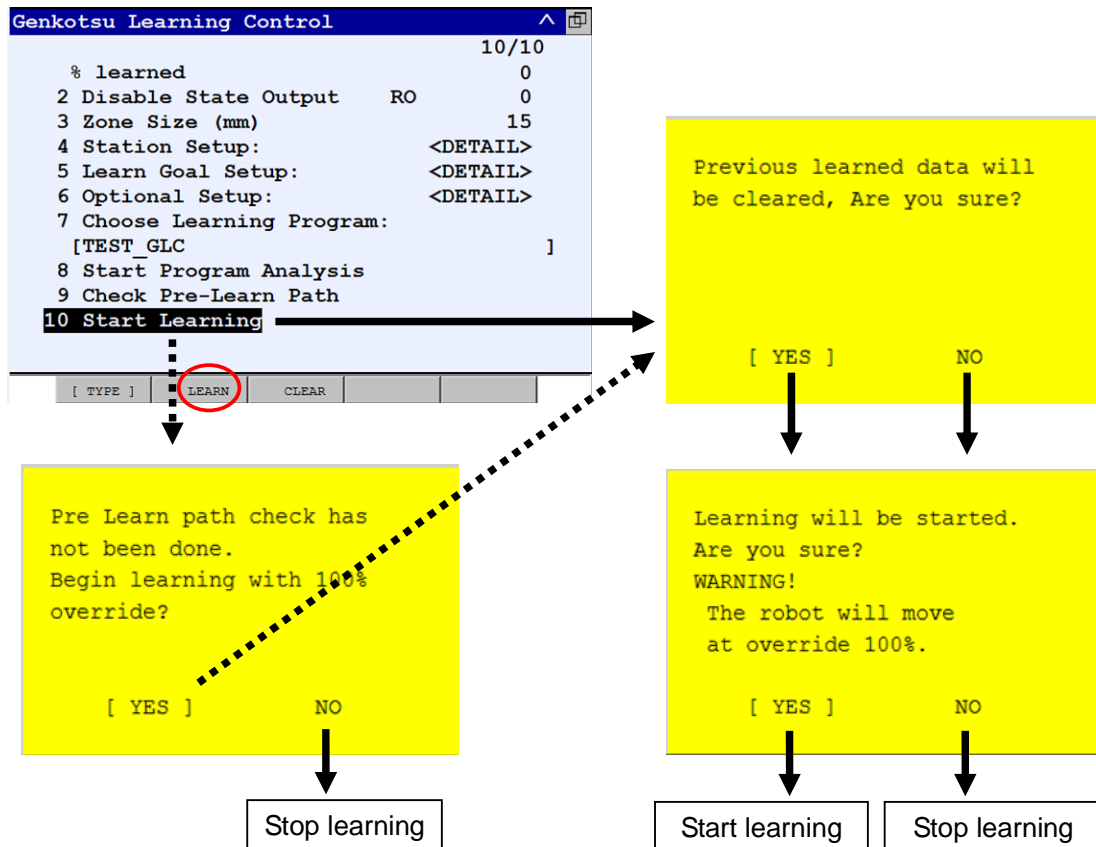 Genkotsu Learning Control
10/10
% learned 0
2 Disable State Output RO 0
3 Zone Size (mm) 15
4 Station Setup: <DETAIL>
5 Learn Goal Setup: <DETAIL>
6 Optional Setup: <DETAIL>
7 Choose Learning Program:
[TEST_GLC ]
8 Start Program Analysis
9 Check Pre-Learn Path
10 Start Learning
[ TYPE ] LEARN CLEAR
Previous learned data will
be cleared, Are you sure?
[ YES ] NO
Pre Learn path check has
not been done.
Begin learning with 100%
override?
[ YES ] NO
Stop learning
Learning will be started.
Are you sure?
WARNING!
The robot will move
at override 100%.
[ YES ] NO
Start learning
Stop learning